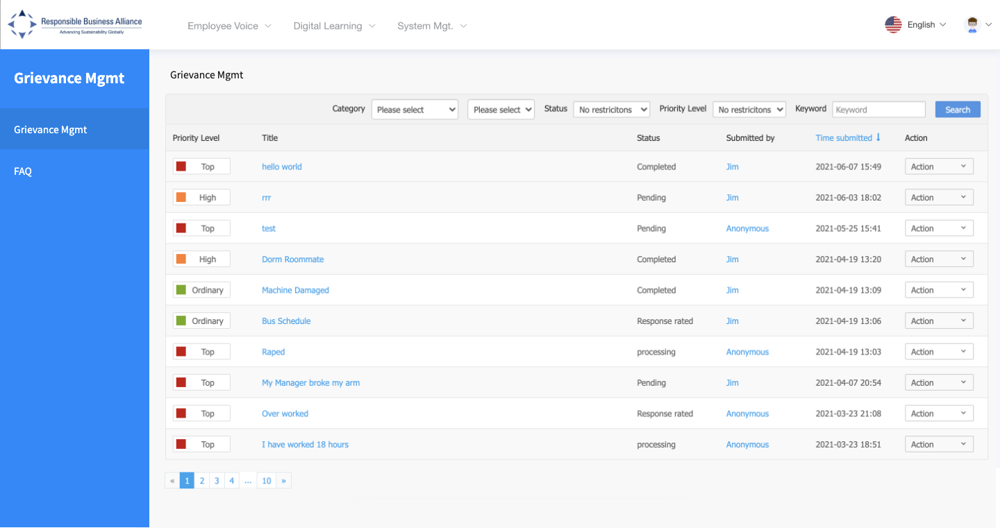 Responsible Business Alliance
Advancing Sustainability Globally
Employee Voice
Digital Learning
System Mgt.
English
Grievance Mgmt
Grievance Mgmt
FAQ
Grievance Mgmt
Category Please select Please select Status No restricitons Priority Level No restricitons Keyword Keyword Search
Priority Level Title Status Submitted by Time submitted ↓ Action
Top hello world Completed Jim 2021-06-07 15:49 Action
High rrr Pending Jim 2021-06-03 18:02 Action
Top test Pending Anonymous 2021-05-25 15:41 Action
High Dorm Roommate Completed Jim 2021-04-19 13:20 Action
Ordinary Machine Damaged Completed Jim 2021-04-19 13:09 Action
Ordinary Bus Schedule Response rated Jim 2021-04-19 13:06 Action
Top Raped processing Anonymous 2021-04-19 13:03 Action
Top My Manager broke my arm Pending Jim 2021-04-07 20:54 Action
Top Over worked Response rated Anonymous 2021-03-23 21:08 Action
Top I have worked 18 hours processing Anonymous 2021-03-23 18:51 Action
« 1 2 3 4 ... 10 »